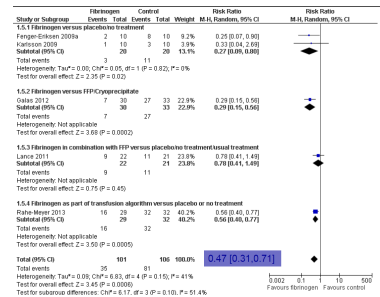 Fibrinogen Control Risk Ratio Risk Ratio
Study or Subgroup Events Total Events Total Weight M-H, Random, 95% CI M-H, Random, 95% CI
1.5.1 Fibrinogen versus placebo/no treatment
Fenger-Eriksen 2009a 2 10 8 10 9.2% 0.25 [0.07, 0.90]
Karlsson 2009 1 10 3 10 3.9% 0.33 [0.04, 2.69]
Subtotal (95% CI) 20 20 13.2% 0.27 [0.09, 0.80]
Total events 3 11
Heterogeneity: Tau² = 0.00; Chi² = 0.05, df = 1 (P = 0.82); I² = 0%
Test for overall effect: Z = 2.35 (P = 0.02)
1.5.2 Fibrinogen versus FFP/Cryoprecipitate
Galas 2012 7 30 27 33 22.7% 0.29 [0.15, 0.56]
Subtotal (95% CI) 30 33 22.7% 0.29 [0.15, 0.56]
Total events 7 27
Heterogeneity: Not applicable
Test for overall effect: Z = 3.68 (P = 0.0002)
1.5.3 Fibrinogen in combination with FFP versus placebo/no treatment/usual treatment
Lance 2011 9 22 11 21 24.0% 0.78 [0.41, 1.49]
Subtotal (95% CI) 22 21 24.0% 0.78 [0.41, 1.49]
Total events 9 11
Heterogeneity: Not applicable
Test for overall effect: Z = 0.75 (P = 0.45)
1.5.4 Fibrinogen as part of transfusion algorithm versus placebo or no treatment
Rahe-Meyer 2013 16 29 32 32 40.2% 0.56 [0.40, 0.77]
Subtotal (95% CI) 29 32 40.2% 0.56 [0.40, 0.77]
Total events 16 32
Heterogeneity: Not applicable
Test for overall effect: Z = 3.50 (P = 0.0005)
Total (95% CI) 101 106 100.0% 0.47 [0.31,0.71]
Total events 35 81
Heterogeneity: Tau² = 0.09; Chi² = 6.83, df = 4 (P = 0.15); I² = 41%
Test for overall effect: Z = 3.45 (P = 0.0006)
Test for subgroup differences: Chi² = 6.17, df = 3 (P = 0.10), I² = 51.4%
0.002 0.1 1 10 500
Favours fibrinogen Favours control